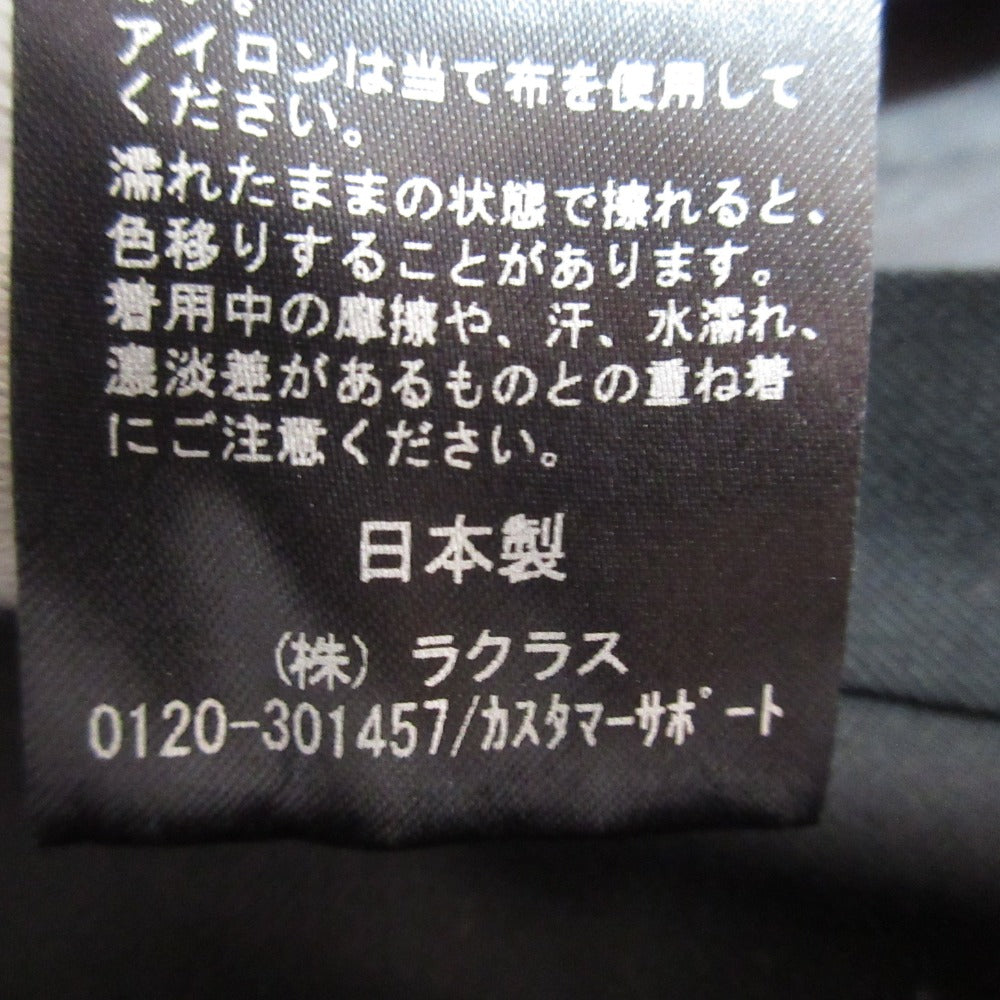 アイロンは当て布を使用して
ください。
濡れたままの状態で擦れると、
色移りすることがあります。
着用中の摩擦や、汗、水濡れ、
濃淡差があるものとの重ね着
にご注意ください。
日本製
(株) ラクラス
0120-301457/ｶｽﾀﾏｰｻﾎﾟｰﾄ